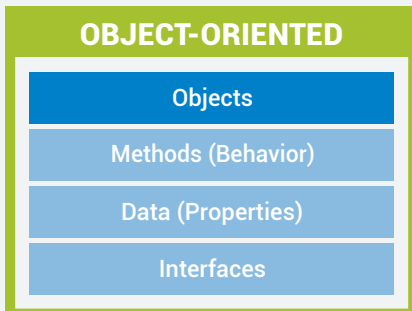 OBJECT-ORIENTED
Objects
Methods (Behavior)
Data (Properties)
Interfaces